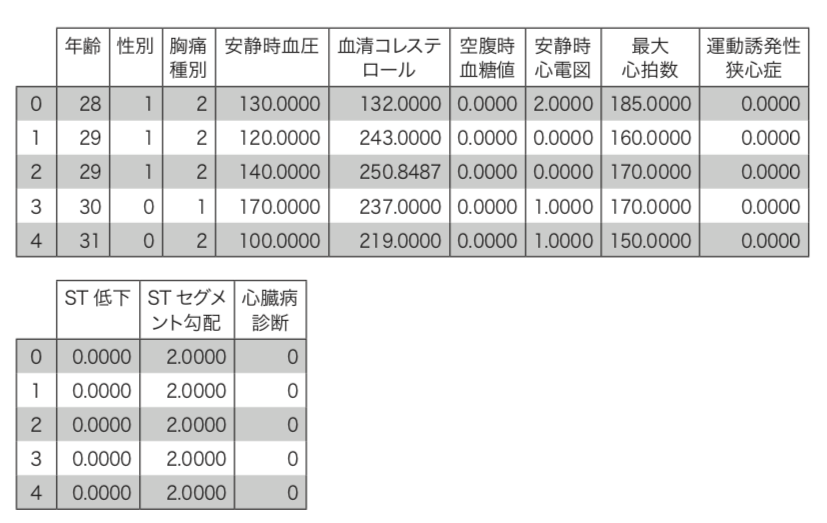 年齢 性別 胸痛種別 安静時血圧 血清コレステロール 空腹時血糖値 安静時心電図 最大心拍数 運動誘発性狭心症
0 28 1 2 130.0000 132.0000 0.0000 2.0000 185.0000 0.0000
1 29 1 2 120.0000 243.0000 0.0000 0.0000 160.0000 0.0000
2 29 1 2 140.0000 250.8487 0.0000 0.0000 170.0000 0.0000
3 30 0 1 170.0000 237.0000 0.0000 1.0000 170.0000 0.0000
4 31 0 2 100.0000 219.0000 0.0000 1.0000 150.0000 0.0000
ST 低下 ST セグメント勾配 心臓病診断
0 0.0000 2.0000 0
1 0.0000 2.0000 0
2 0.0000 2.0000 0
3 0.0000 2.0000 0
4 0.0000 2.0000 0